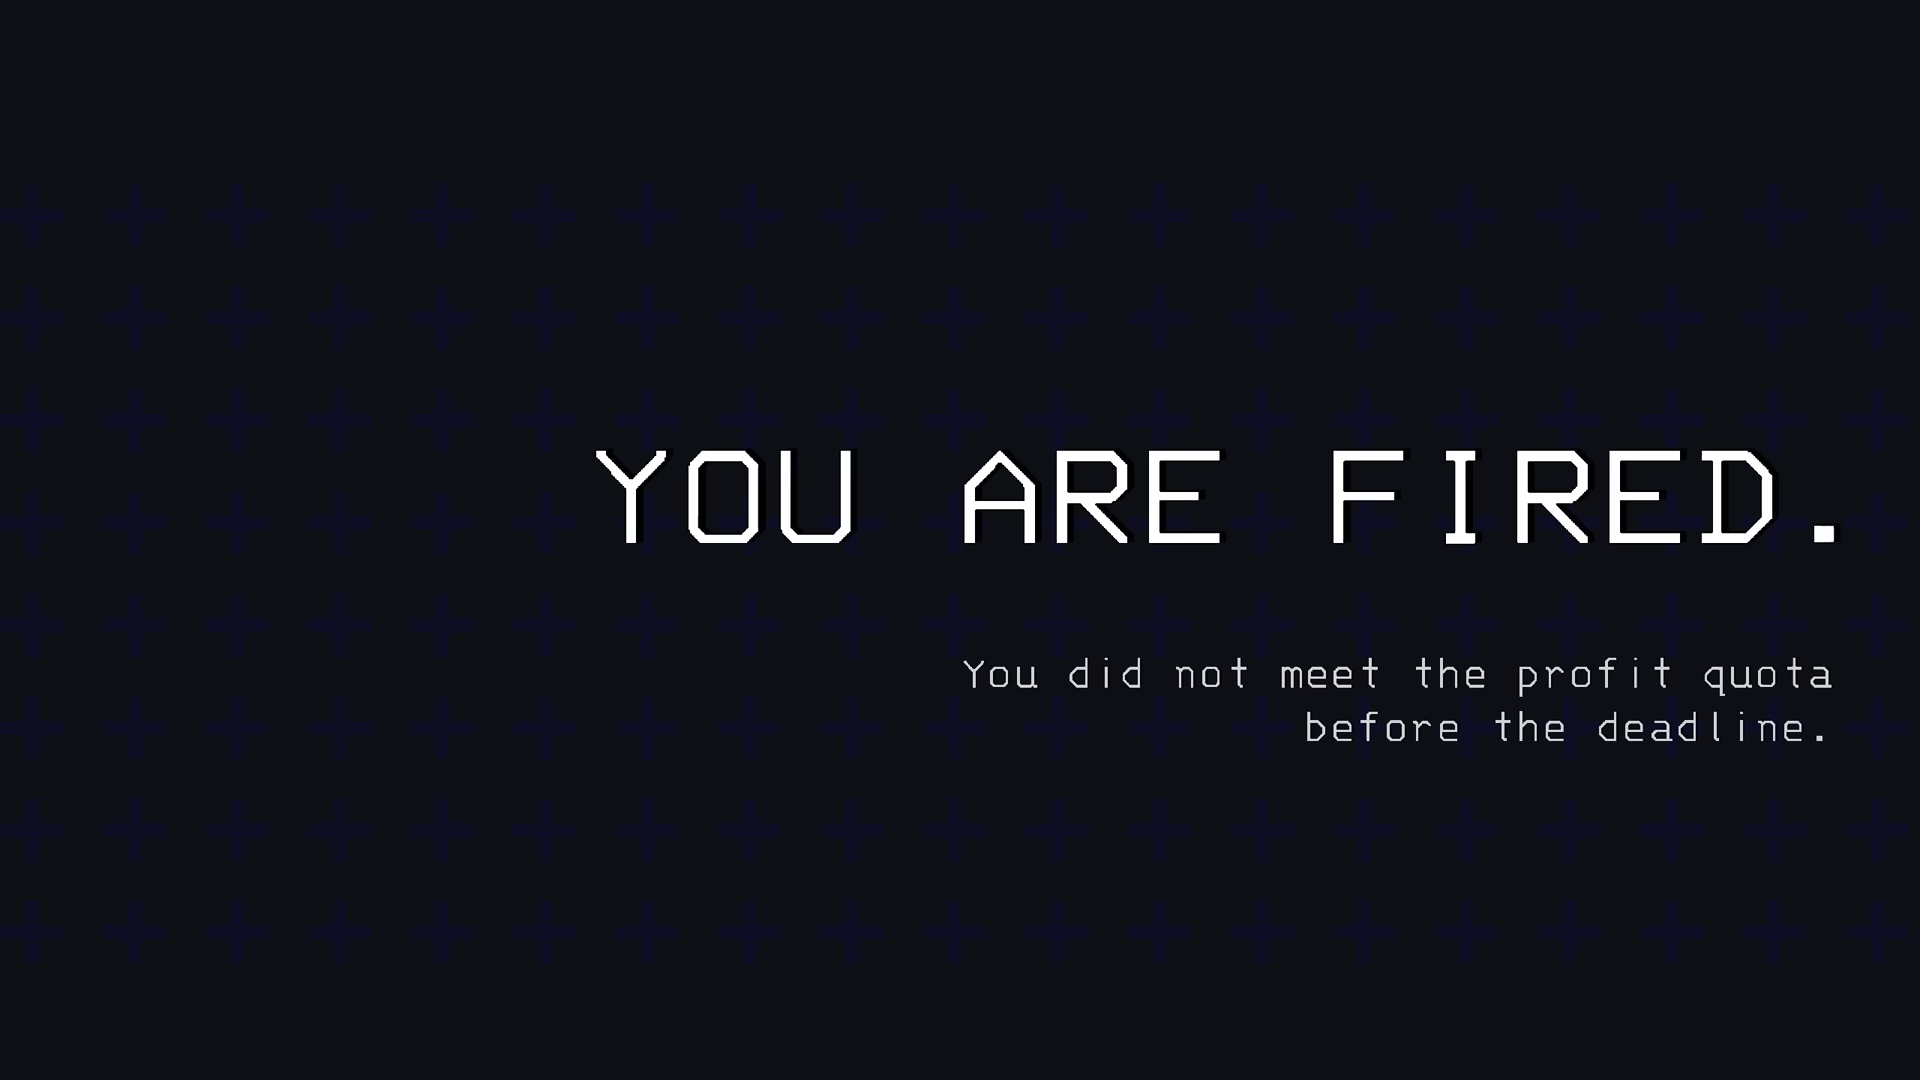 YOU ARE FIRED.
You did not meet the profit quota
before the deadline.